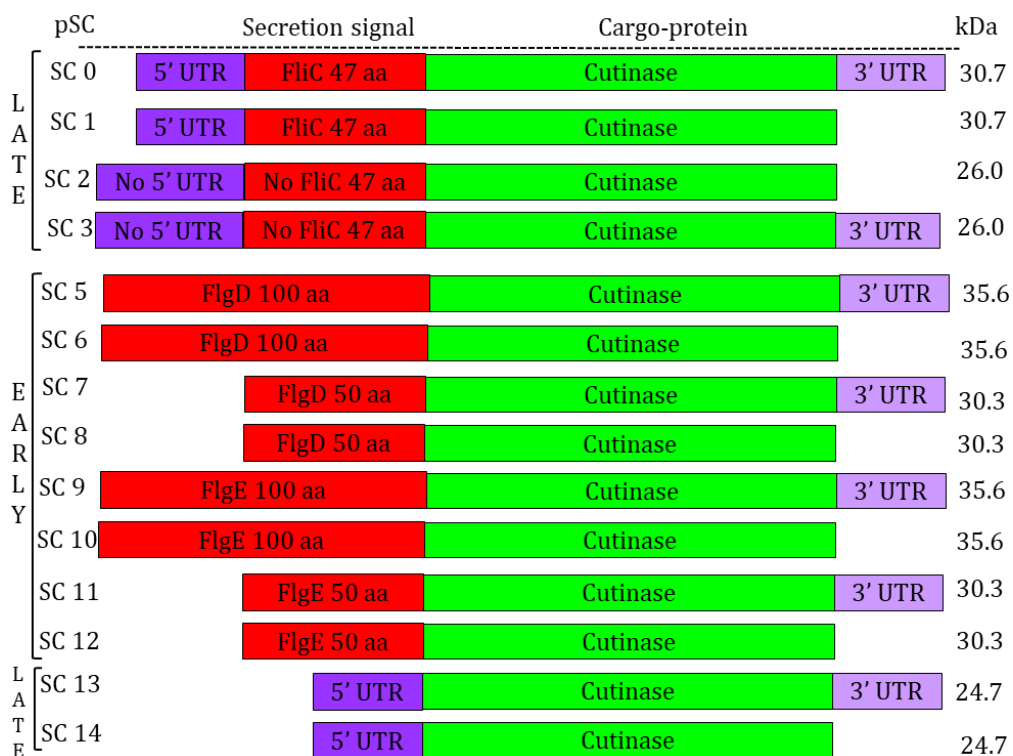 pSC Secretion signal Cargo-protein kDa
LATE
SC 0 5' UTR FliC 47 aa Cutinase 3' UTR 30.7
SC 1 5' UTR FliC 47 aa Cutinase 30.7
SC 2 No 5' UTR No FliC 47 aa Cutinase 26.0
SC 3 No 5' UTR No FliC 47 aa Cutinase 3' UTR 26.0
EARLY
SC 5 FlgD 100 aa Cutinase 3' UTR 35.6
SC 6 FlgD 100 aa Cutinase 35.6
SC 7 FlgD 50 aa Cutinase 3' UTR 30.3
SC 8 FlgD 50 aa Cutinase 30.3
SC 9 FlgE 100 aa Cutinase 3' UTR 35.6
SC 10 FlgE 100 aa Cutinase 35.6
SC 11 FlgE 50 aa Cutinase 3' UTR 30.3
SC 12 FlgE 50 aa Cutinase 30.3
LATE
SC 13 5' UTR Cutinase 3' UTR 24.7
SC 14 5' UTR Cutinase 24.7